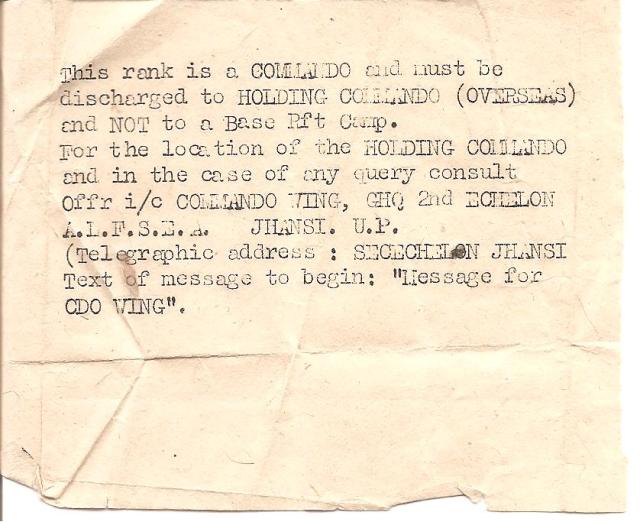 This rank is a COMMANDO and must be
discharged to HOLDING COMMANDO (OVERSEAS)
and NOT to a Base Rft Camp.
For the location of the HOLDING COMMANDO
and in the case of any query consult
Offr i/c COMMANDO WING, GHQ 2nd ECHELON
A.L.F.S.E.A. JHANSI. U.P.
(Telegraphic address : SECECHELON JHANSI
Text of message to begin: "Message for
CDO WING".